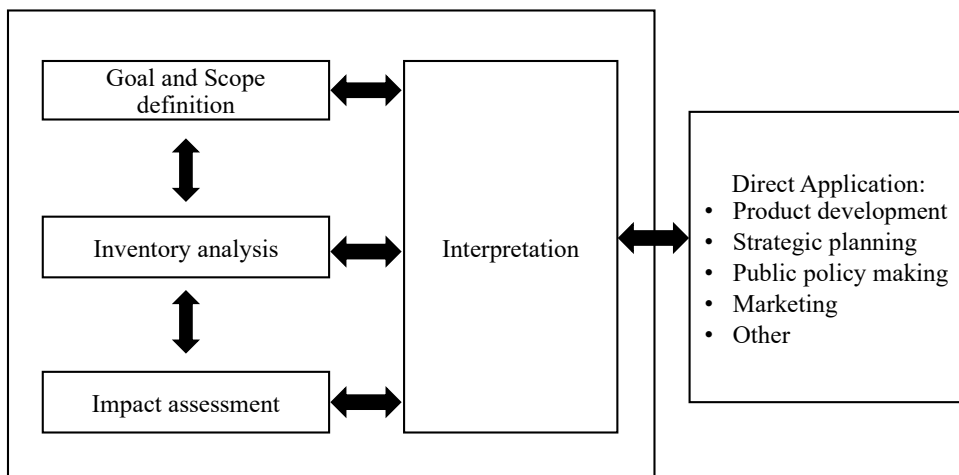 Goal and Scope
definition
Inventory analysis
Impact assessment
Interpretation
Direct Application:
• Product development
• Strategic planning
• Public policy making
• Marketing
• Other